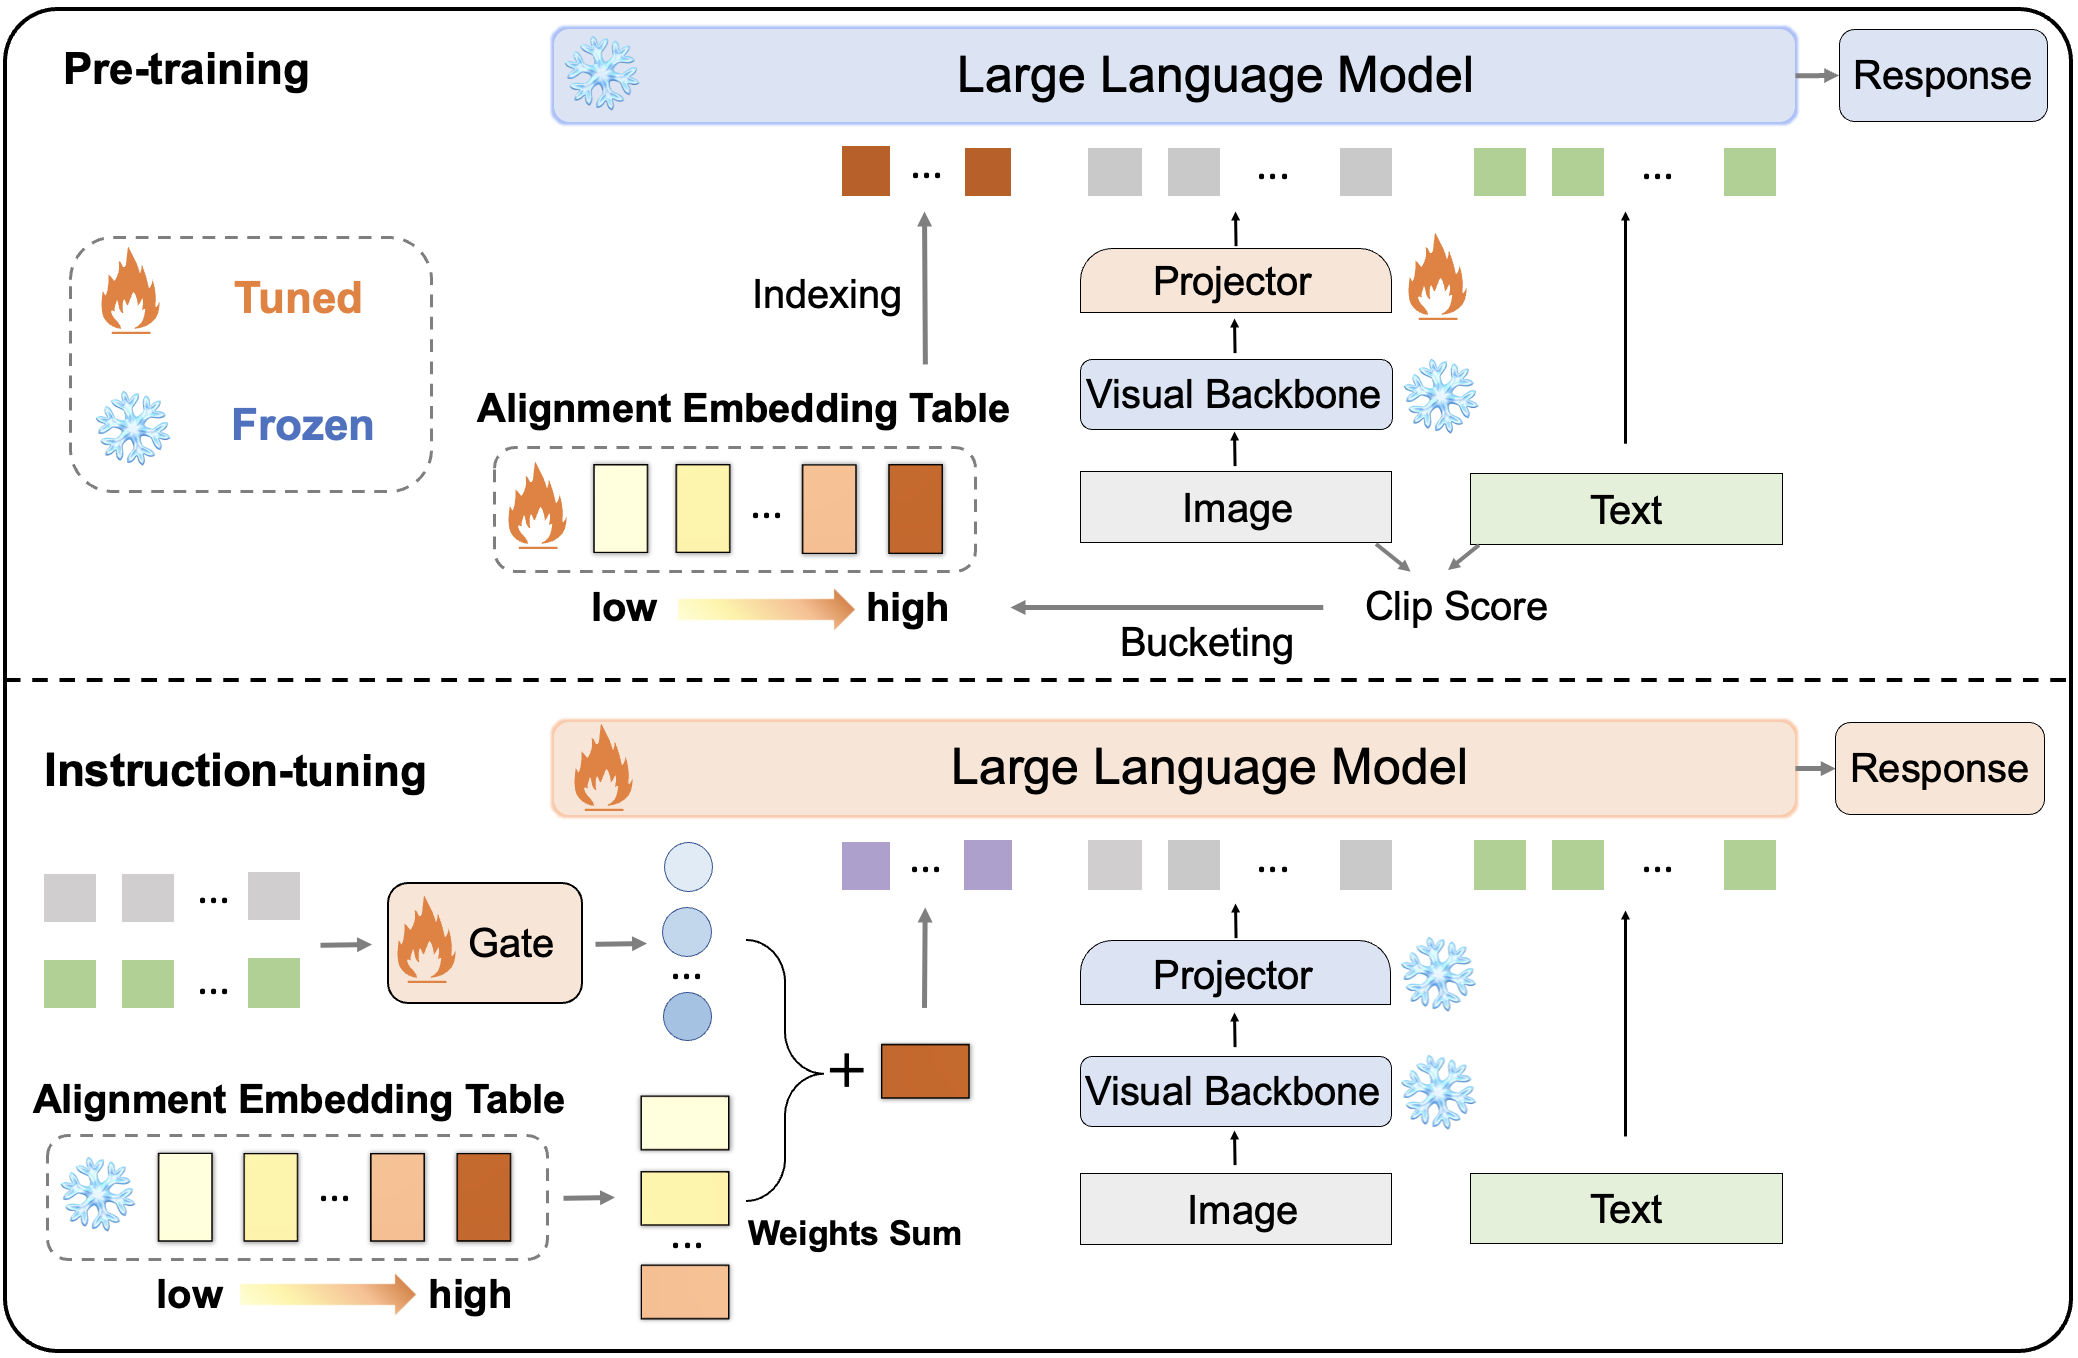 Pre-training
Large Language Model
Response
...
...
...
Tuned
Frozen
Indexing
Projector
Visual Backbone
Alignment Embedding Table
...
Image
Text
low
high
Clip Score
Bucketing
Instruction-tuning
Large Language Model
Response
...
...
...
...
...
Gate
...
Projector
+
Visual Backbone
Alignment Embedding Table
...
Image
Text
Weights Sum
...
low
high